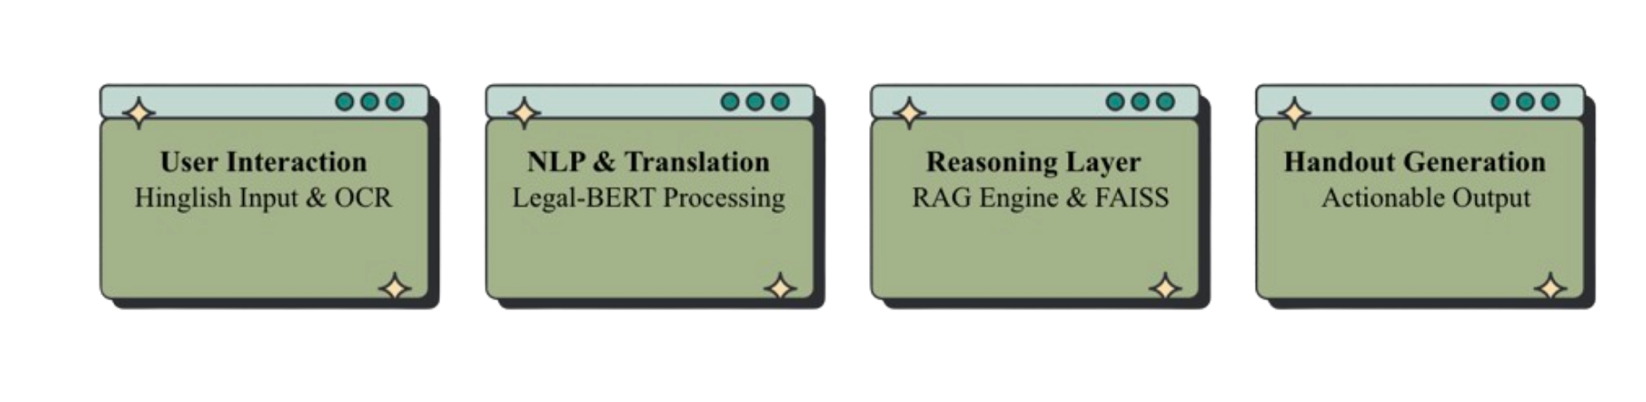 User Interaction
Hinglish Input & OCR
NLP & Translation
Legal-BERT Processing
Reasoning Layer
RAG Engine & FAISS
Handout Generation
Actionable Output